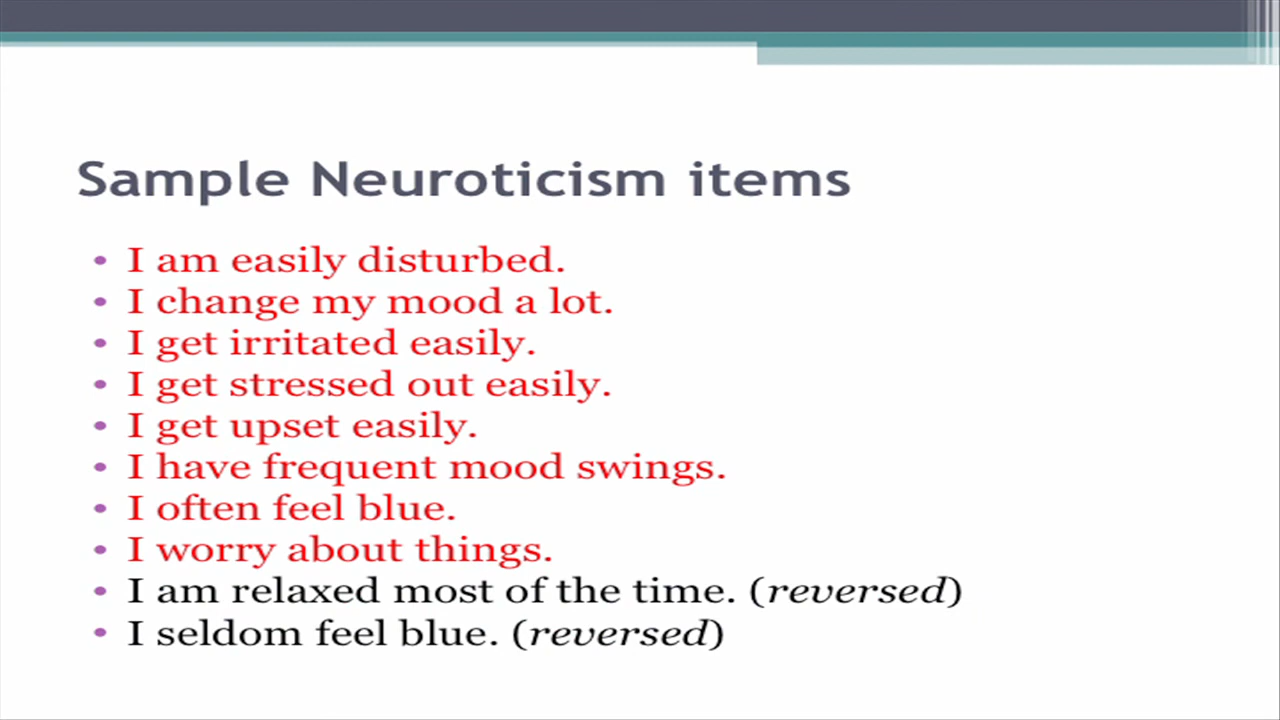 Sample Neuroticism items
• I am easily disturbed.
• I change my mood a lot.
• I get irritated easily.
• I get stressed out easily.
• I get upset easily.
• I have frequent mood swings.
• I often feel blue.
• I worry about things.
• I am relaxed most of the time. (reversed)
• I seldom feel blue. (reversed)